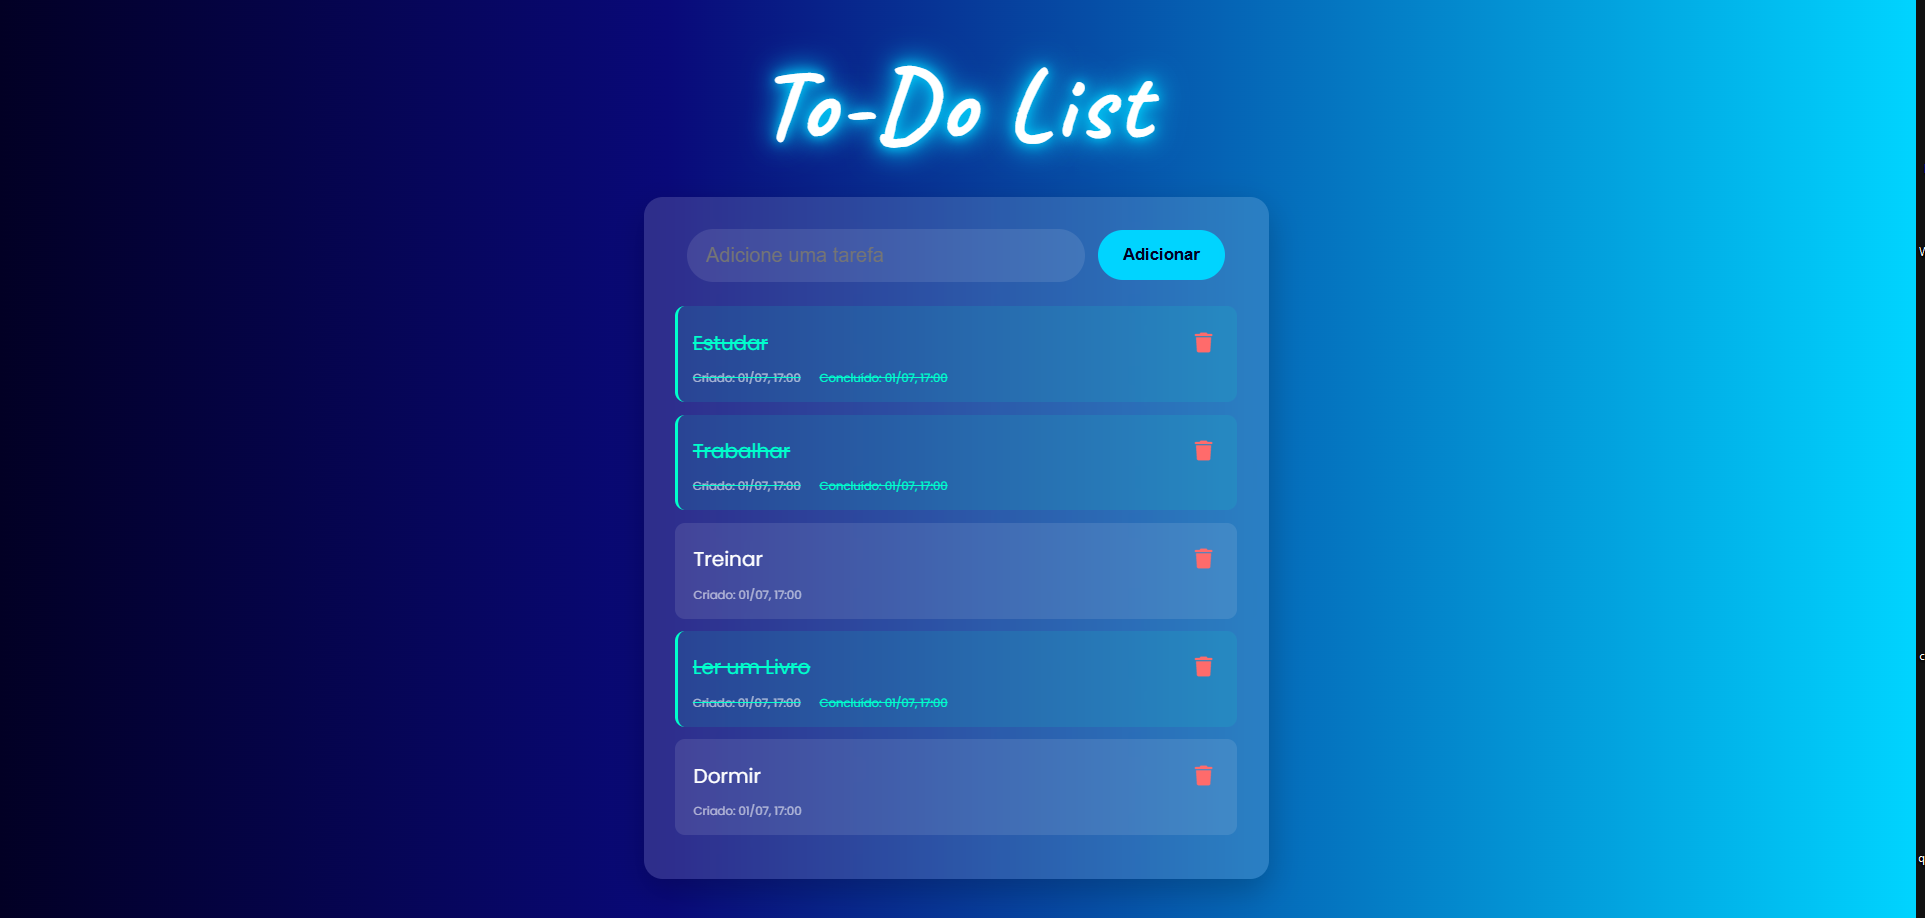 To-Do List
Adicione uma tarefa Adicionar
Estudar
Criado: 01/07, 17:00 Concluído: 01/07, 17:00
Trabalhar
Criado: 01/07, 17:00 Concluído: 01/07, 17:00
Treinar
Criado: 01/07, 17:00
Ler um Livro
Criado: 01/07, 17:00 Concluído: 01/07, 17:00
Dormir
Criado: 01/07, 17:00